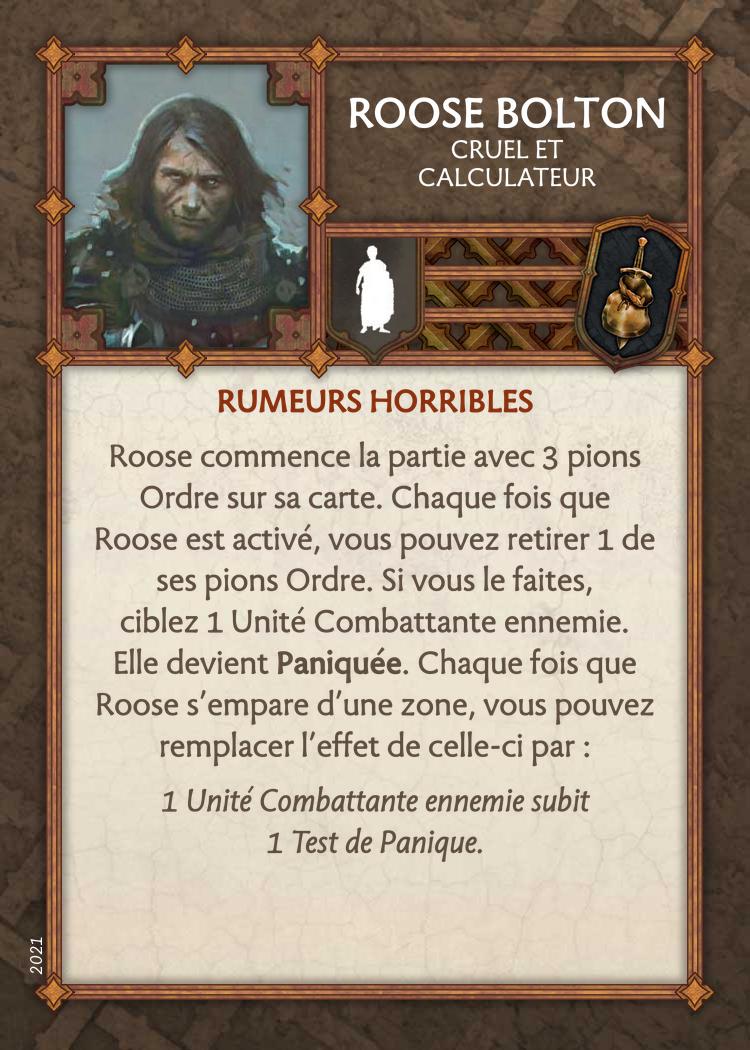 ROOSE BOLTON
CRUEL ET
CALCULATEUR
RUMEURS HORRIBLES
Roose commence la partie avec 3 pions
Ordre sur sa carte. Chaque fois que
Roose est activé, vous pouvez retirer 1 de
ses pions Ordre. Si vous le faites,
ciblez 1 Unité Combattante ennemie.
Elle devient Paniquée. Chaque fois que
Roose s’empare d’une zone, vous pouvez
remplacer l’effet de celle-ci par :
1 Unité Combattante ennemie subit
1 Test de Panique.
2021